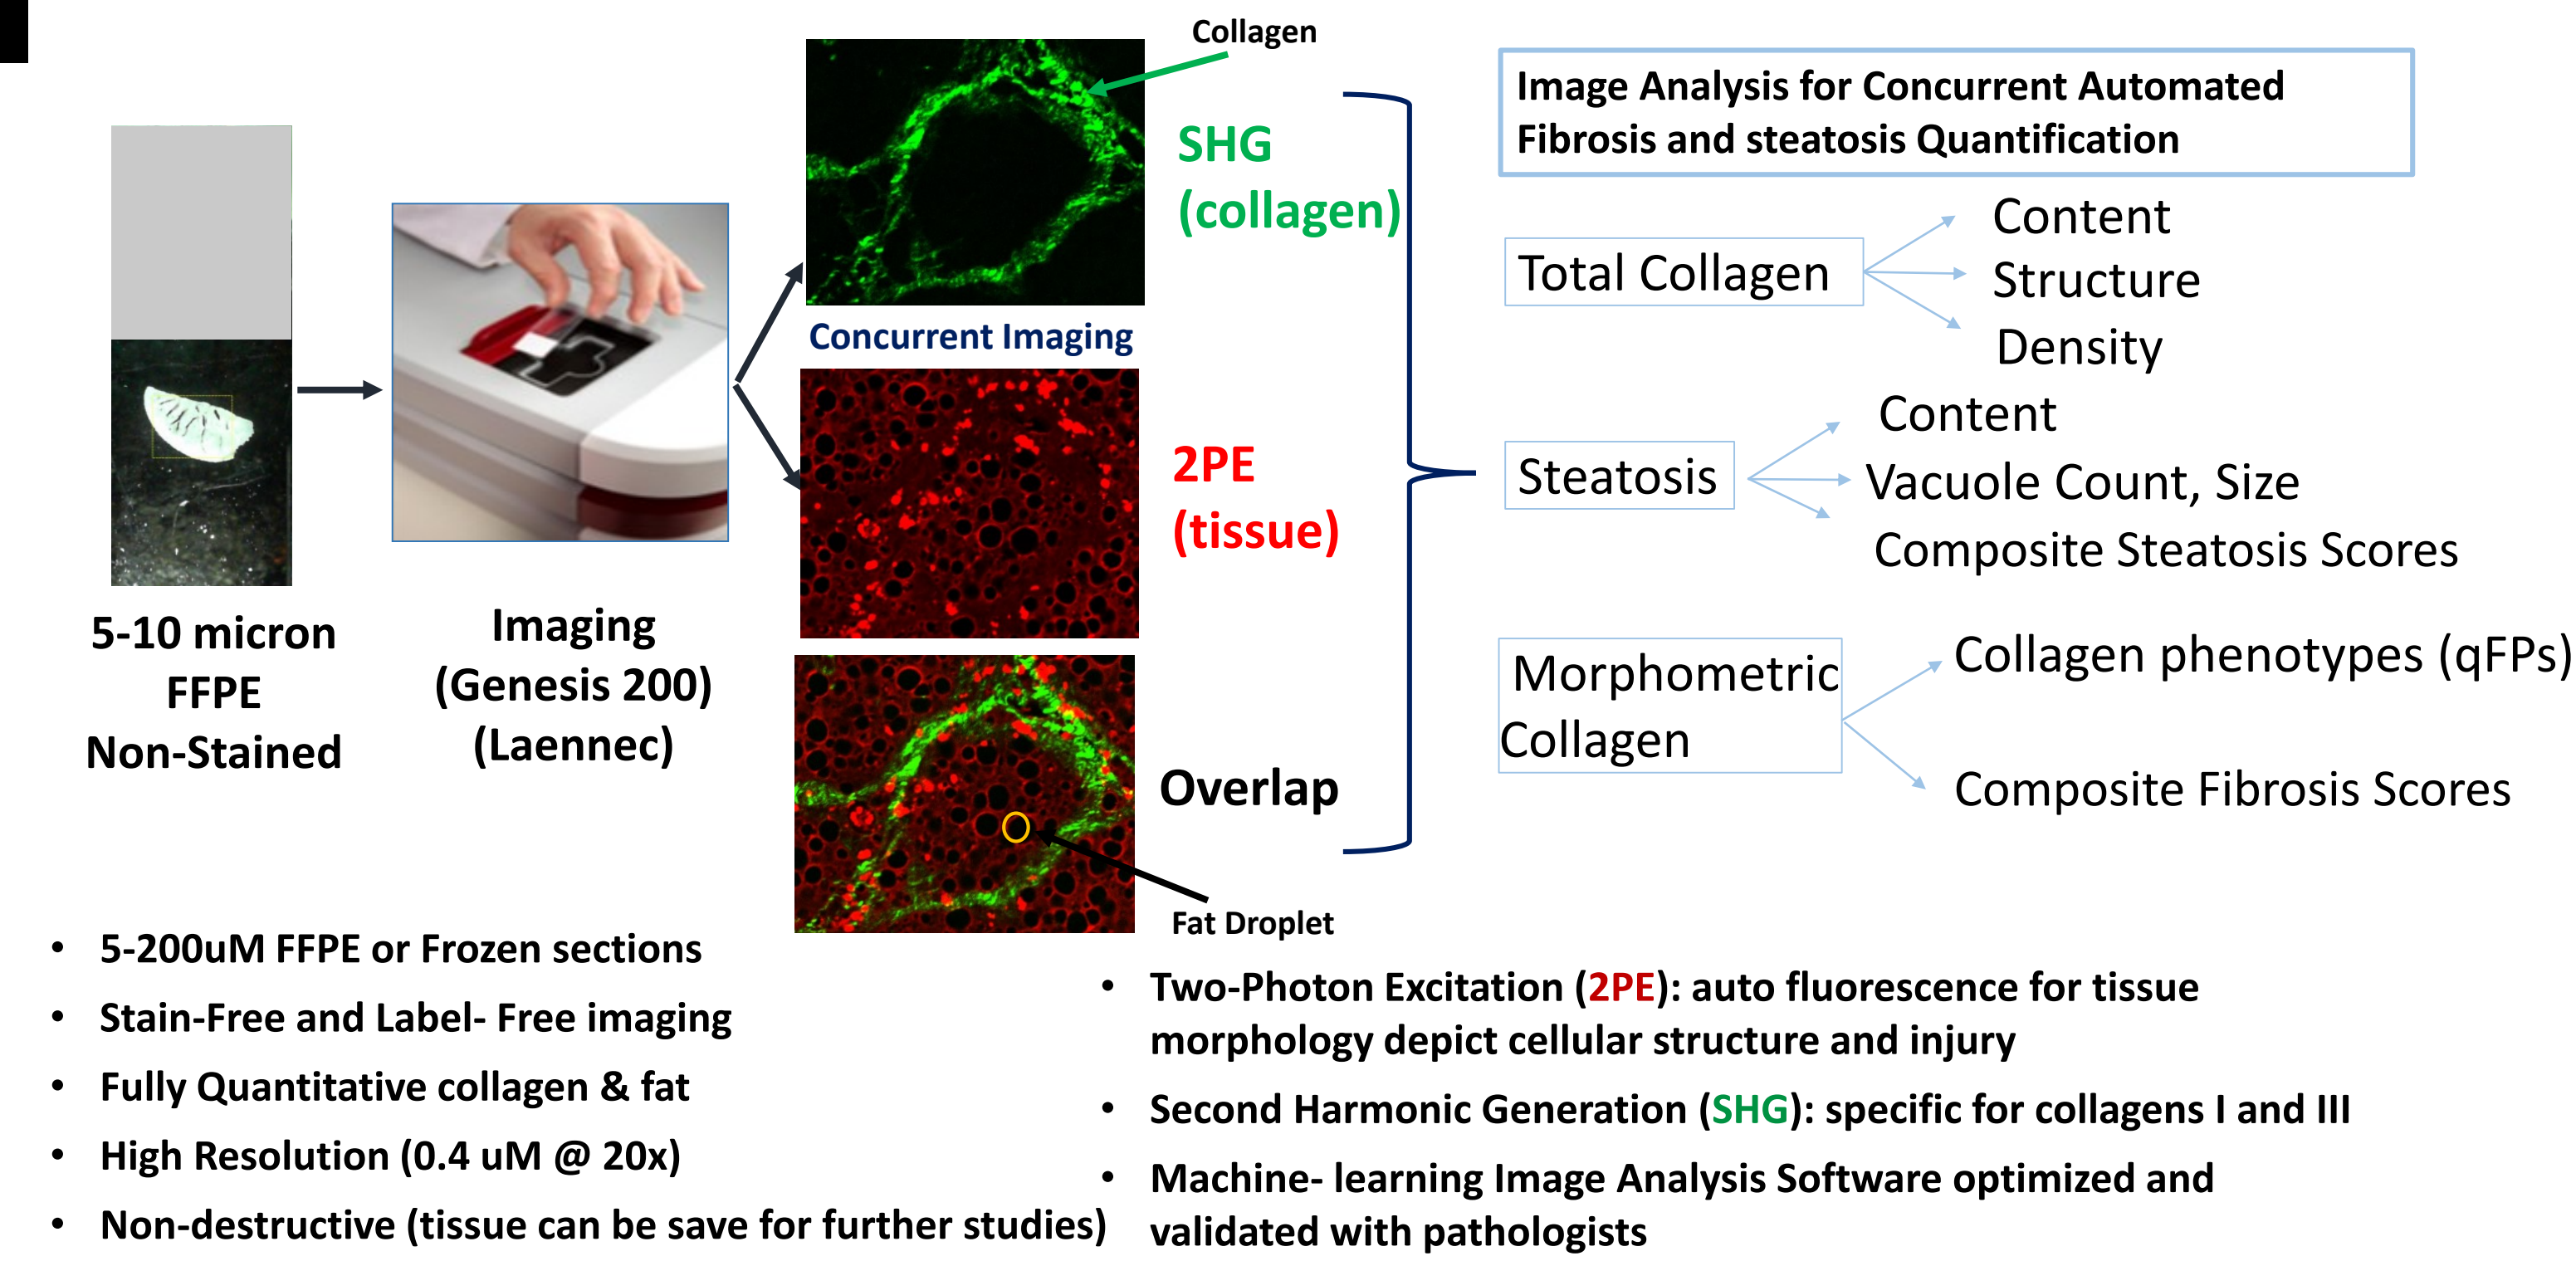 Collagen
SHG
(collagen)
Concurrent Imaging
2PE
(tissue)
Overlap
Fat Droplet
5-10 micron
FFPE
Non-Stained
Imaging
(Genesis 200)
(Laennec)
Image Analysis for Concurrent Automated
Fibrosis and steatosis Quantification
Total Collagen
Content
Structure
Density
Steatosis
Content
Vacuole Count, Size
Composite Steatosis Scores
Morphometric
Collagen
Collagen phenotypes (qFPs)
Composite Fibrosis Scores
• 5-200uM FFPE or Frozen sections
• Stain-Free and Label- Free imaging
• Fully Quantitative collagen & fat
• High Resolution (0.4 uM @ 20x)
• Non-destructive (tissue can be save for further studies)
• Two-Photon Excitation (2PE): auto fluorescence for tissue
morphology depict cellular structure and injury
• Second Harmonic Generation (SHG): specific for collagens I and III
• Machine- learning Image Analysis Software optimized and
validated with pathologists